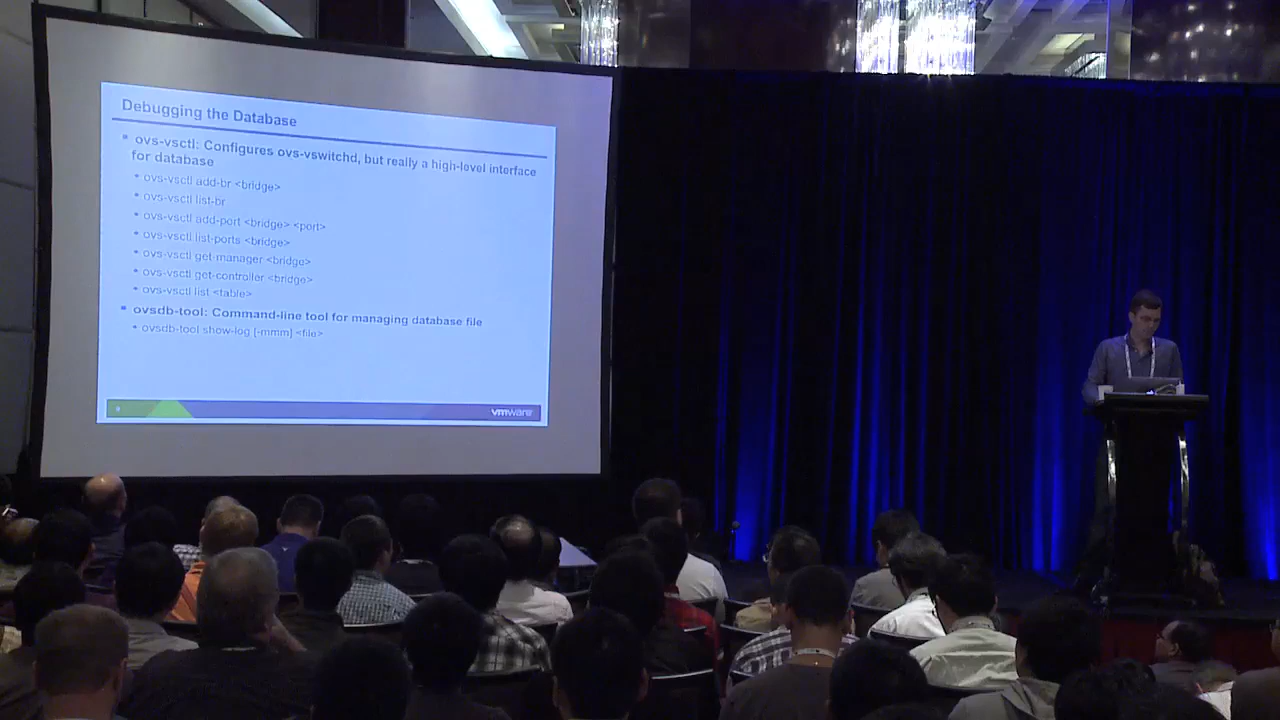 Debugging the Database
ovs-vsctl: Configures ovs-vswitchd, but really a high-level interface
for database
ovs-vsctl add-br <bridge>
ovs-vsctl list-br
ovs-vsctl add-port <bridge> <port>
ovs-vsctl list-ports <bridge>
ovs-vsctl get-manager <bridge>
ovs-vsctl get-controller <bridge>
ovs-vsctl list <table>
ovsdb-tool: Command-line tool for managing database file
ovsdb-tool show-log [-mmm] <file>
vmware